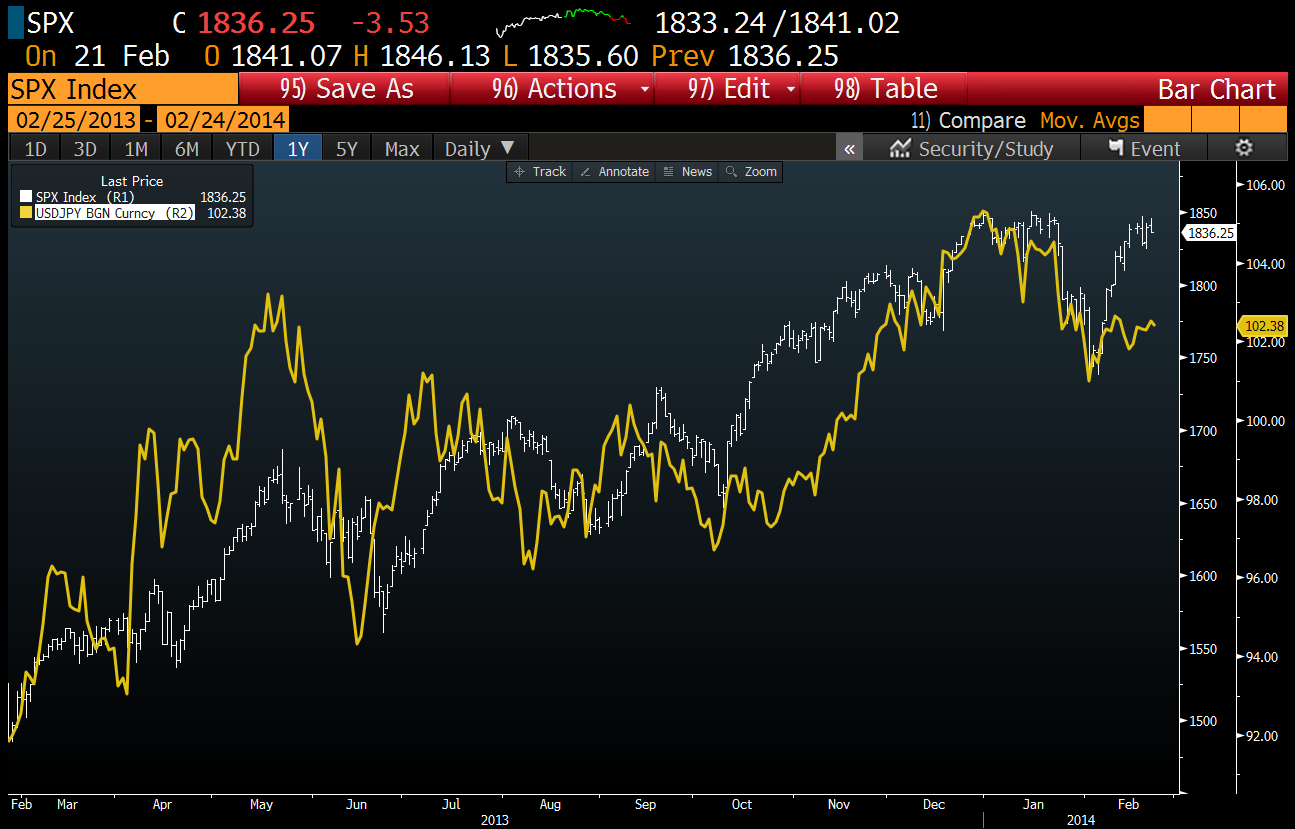 SPX C 1836.25 -3.53 1833.24/1841.02
On 21 Feb O 1841.07 H 1846.13 L 1835.60 Prev 1836.25
SPX Index 95) Save As 96) Actions 97) Edit 98) Table Bar Chart
02/25/2013 - 02/24/2014 11) Compare Mov. Avgs
1D 3D 1M 6M YTD 1Y 5Y Max Daily ▼ « Security/Study Event
Track Annotate News Zoom
Last Price
SPX Index (R1) 1836.25
USDJPY BGN Curncy (R2) 102.38
106.00
1850
1836.25
104.00
1800
102.38
102.00
1750
100.00
1700
98.00
1650
96.00
1600
94.00
1550
1500
92.00
Feb Mar Apr May Jun Jul Aug Sep Oct Nov Dec Jan Feb
2013 2014